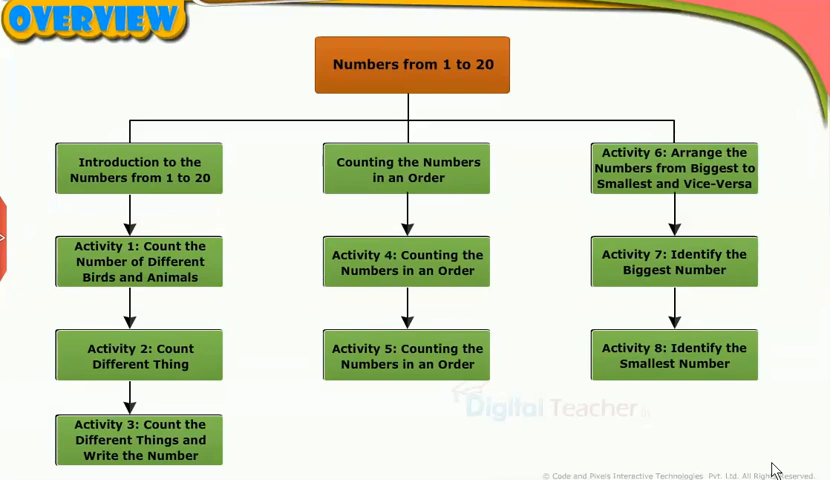 OVERVIEW
Numbers from 1 to 20
Introduction to the
Numbers from 1 to 20
Activity 1: Count the
Number of Different
Birds and Animals
Activity 2: Count
Different Thing
Activity 3: Count the
Different Things and
Write the Number
Counting the Numbers
in an Order
Activity 4: Counting the
Numbers in an Order
Activity 5: Counting the
Numbers in an Order
Activity 6: Arrange the
Numbers from Biggest to
Smallest and Vice-Versa
Activity 7: Identify the
Biggest Number
Activity 8: Identify the
Smallest Number
Digital Teacher®
© Code and Pixels Interactive Technologies Pvt. Ltd. All Rights Reserved.